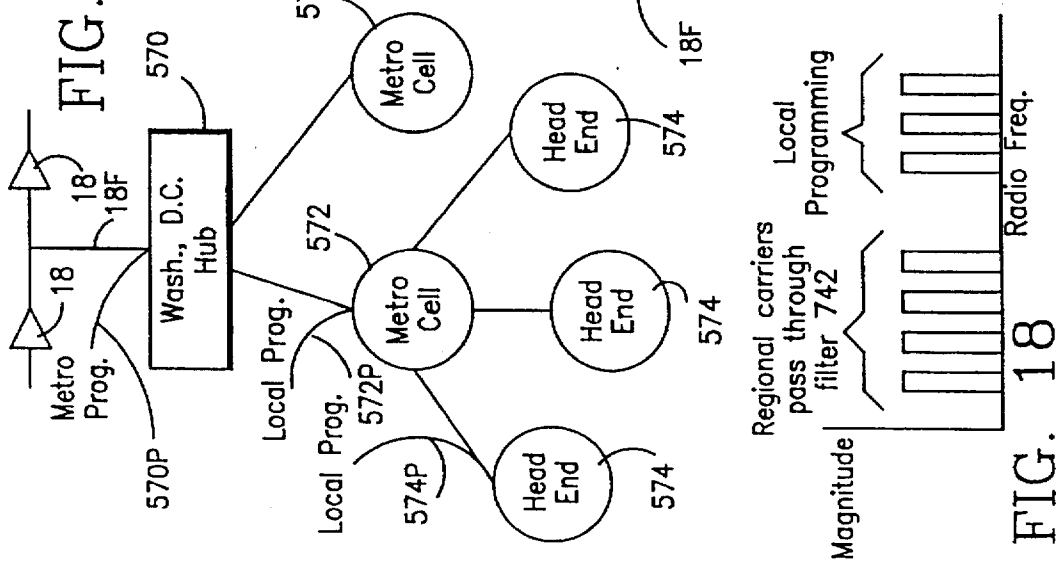 FIG.
18
18
18F
Metro
Prog.
570P
570
Wash., D.C.
Hub
57
Metro
Cell
Local Prog.
572P
572
Metro
Cell
Local Prog.
574P
Head
End
574
Head
End
574
Head
End
574
18F
Magnitude
Regional carriers
pass through
filter 742
Local
Programming
Radio Freq.
FIG. 18